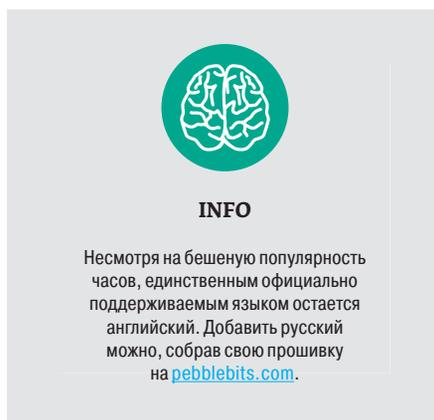 INFO
Несмотря на бешеную популярность
часов, единственным официально
поддерживаемым языком остается
английский. Добавить русский
можно, собрав свою прошивку
на pebblebits.com.